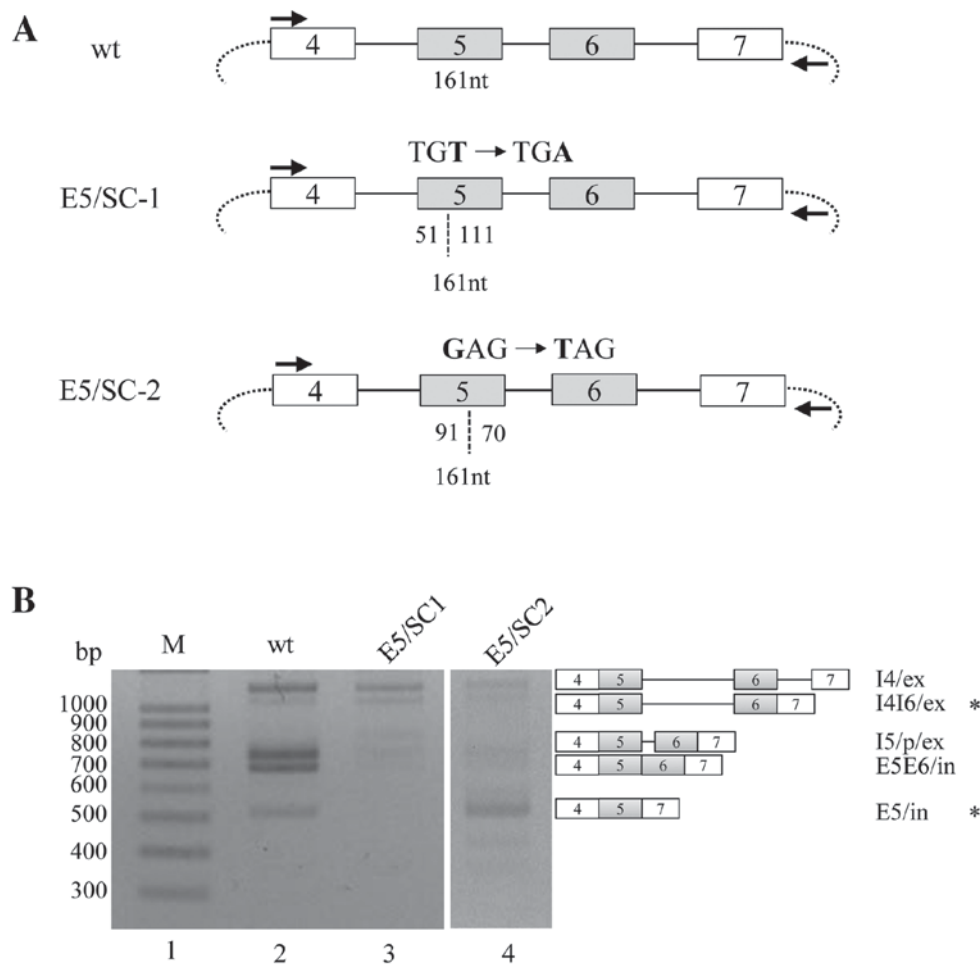 A
wt
4 5 6 7
161nt
TGT → TGA
E5/SC-1
4 5 6 7
51 111
161nt
GAG → TAG
E5/SC-2
4 5 6 7
91 70
161nt
B
bp M wt E5/SC1 E5/SC2
1000
900
800
700
600
500
400
300
4 5 6 7 I4/ex
4 5 6 7 I4I6/ex *
4 5 6 7 I5/p/ex
4 5 6 7 E5E6/in
4 5 7 E5/in *
1 2 3 4